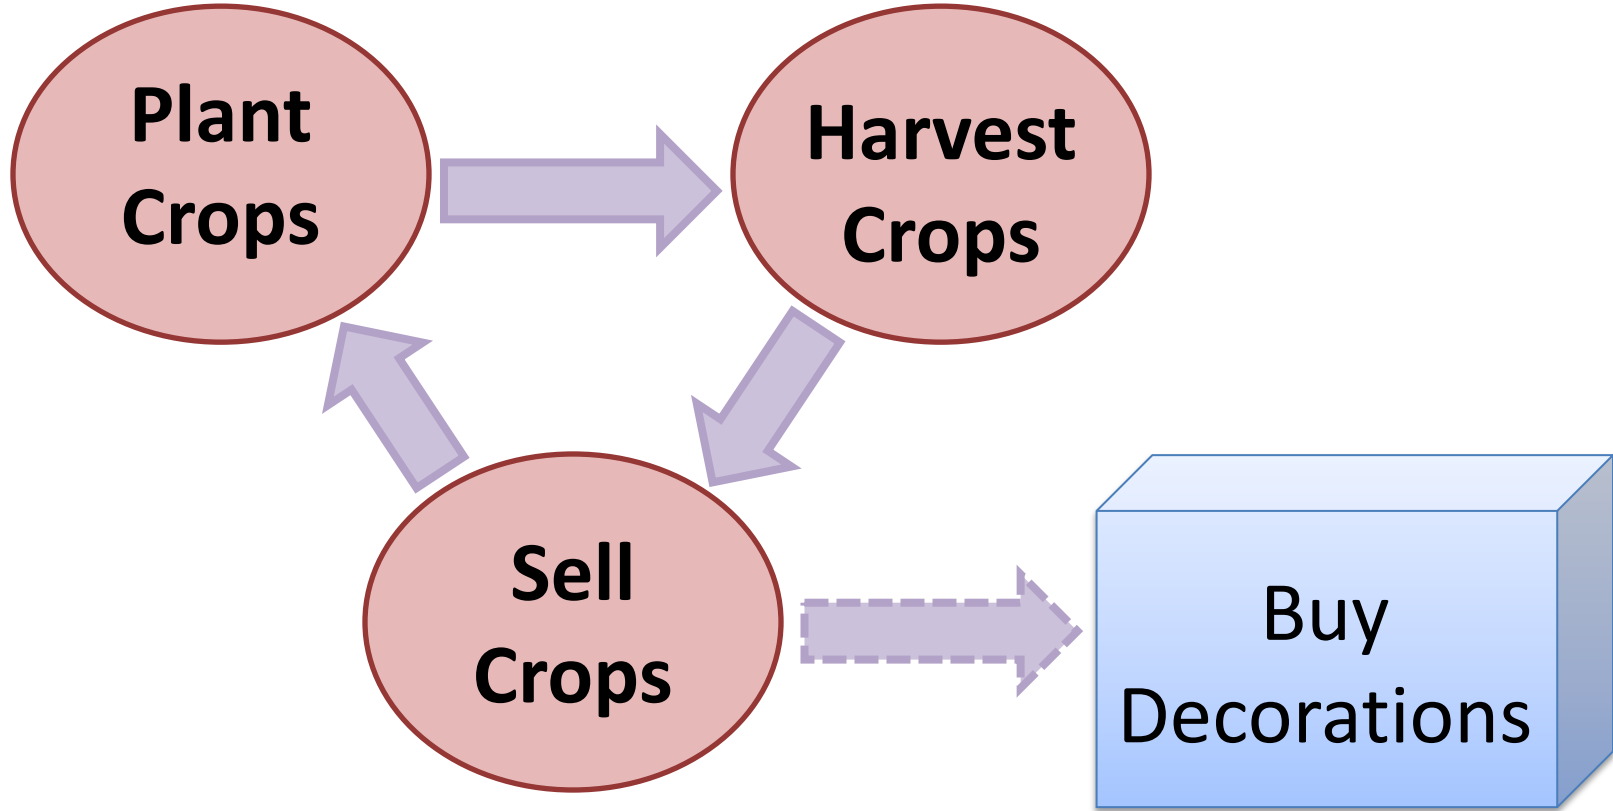 Plant
Crops
Harvest
Crops
Sell
Crops
Buy
Decorations